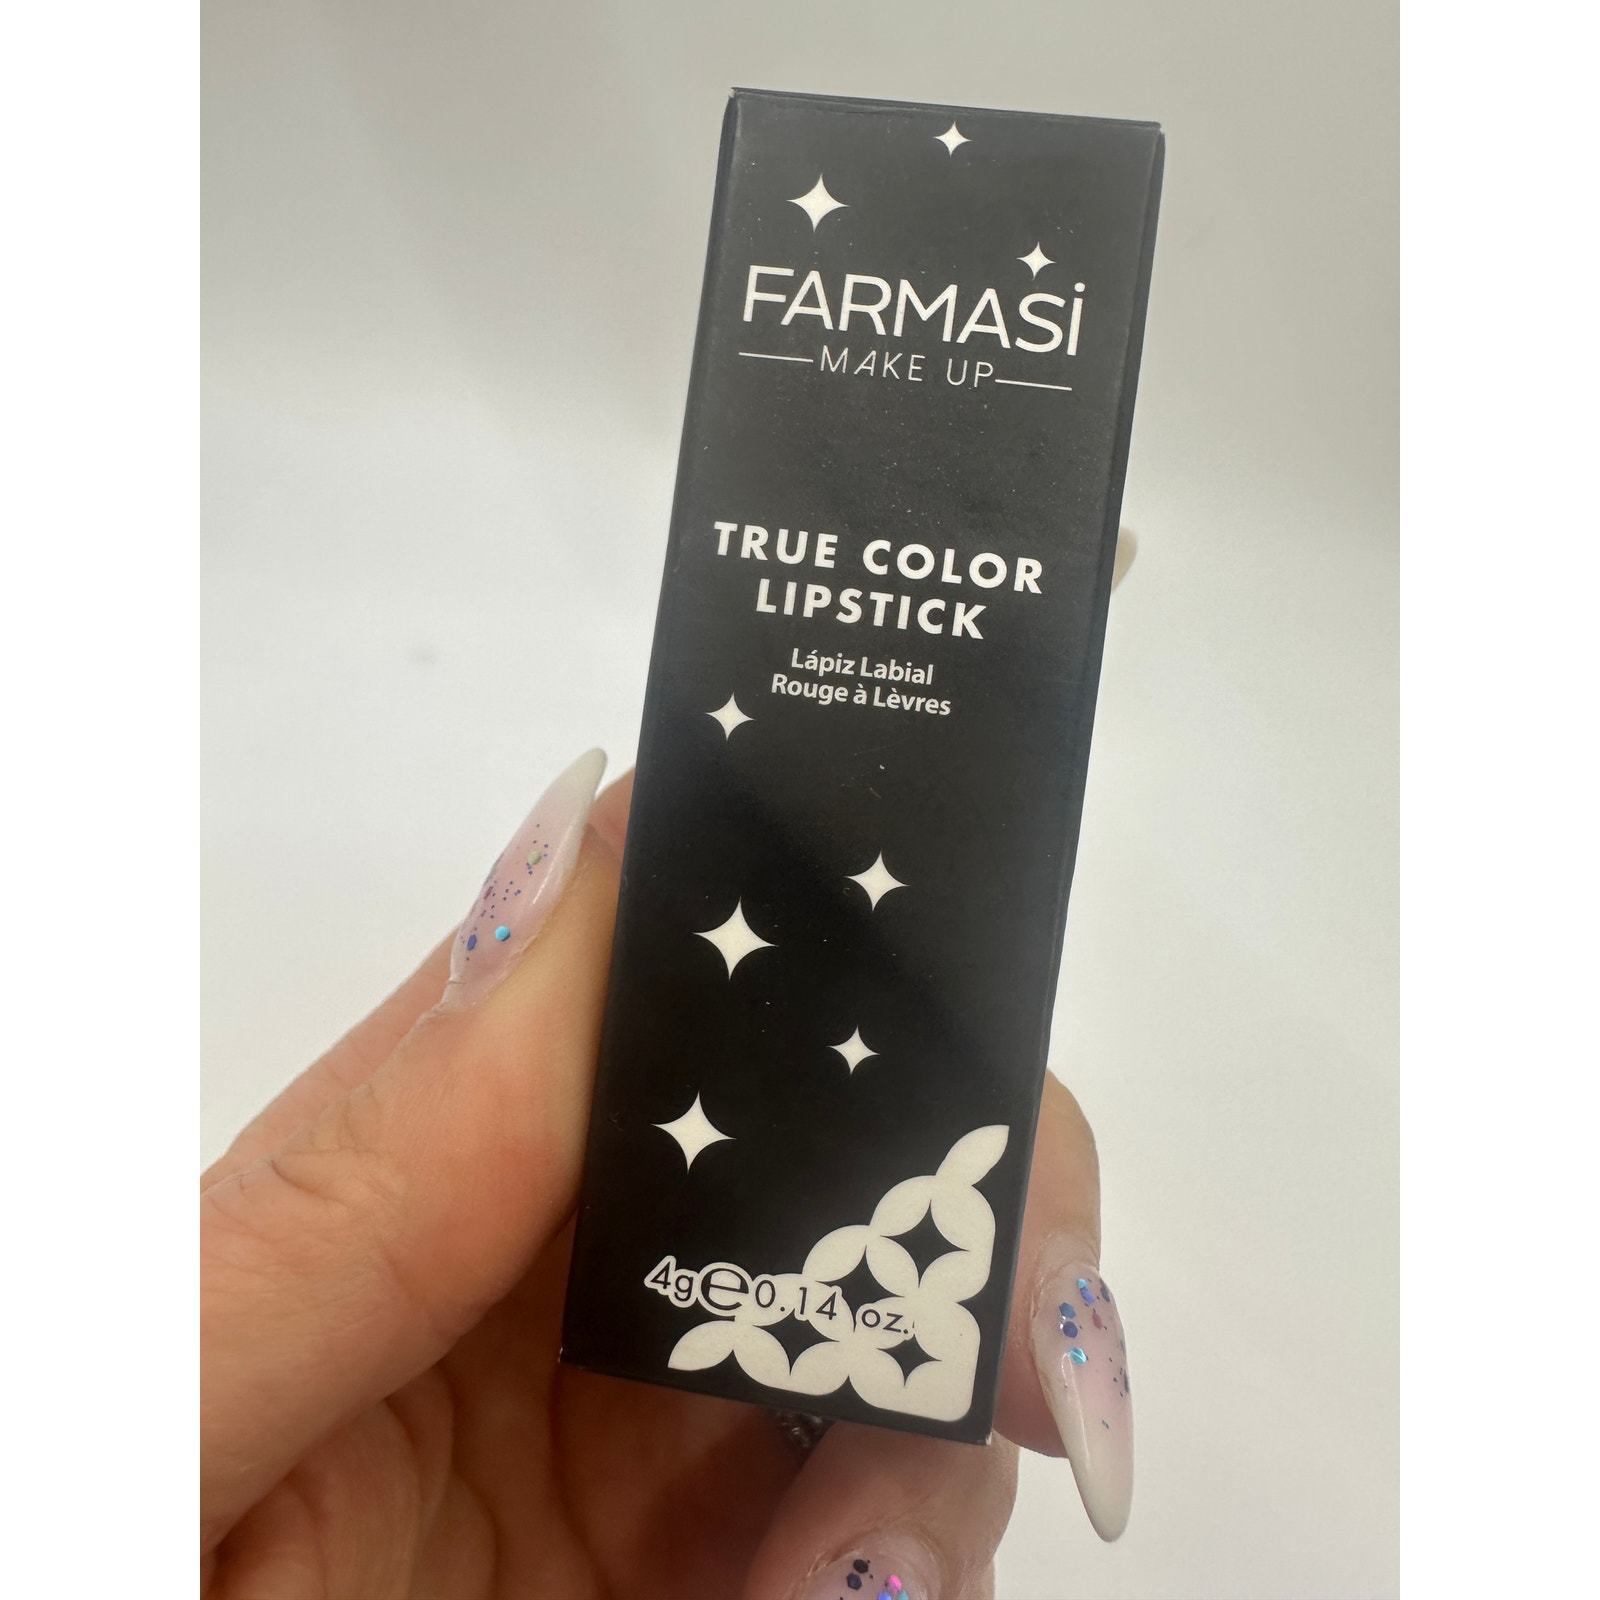 FARMASİ
MAKE UP
TRUE COLOR
LIPSTICK
Lápiz Labial
Rouge à Lèvres
4g℮0.14 oz.